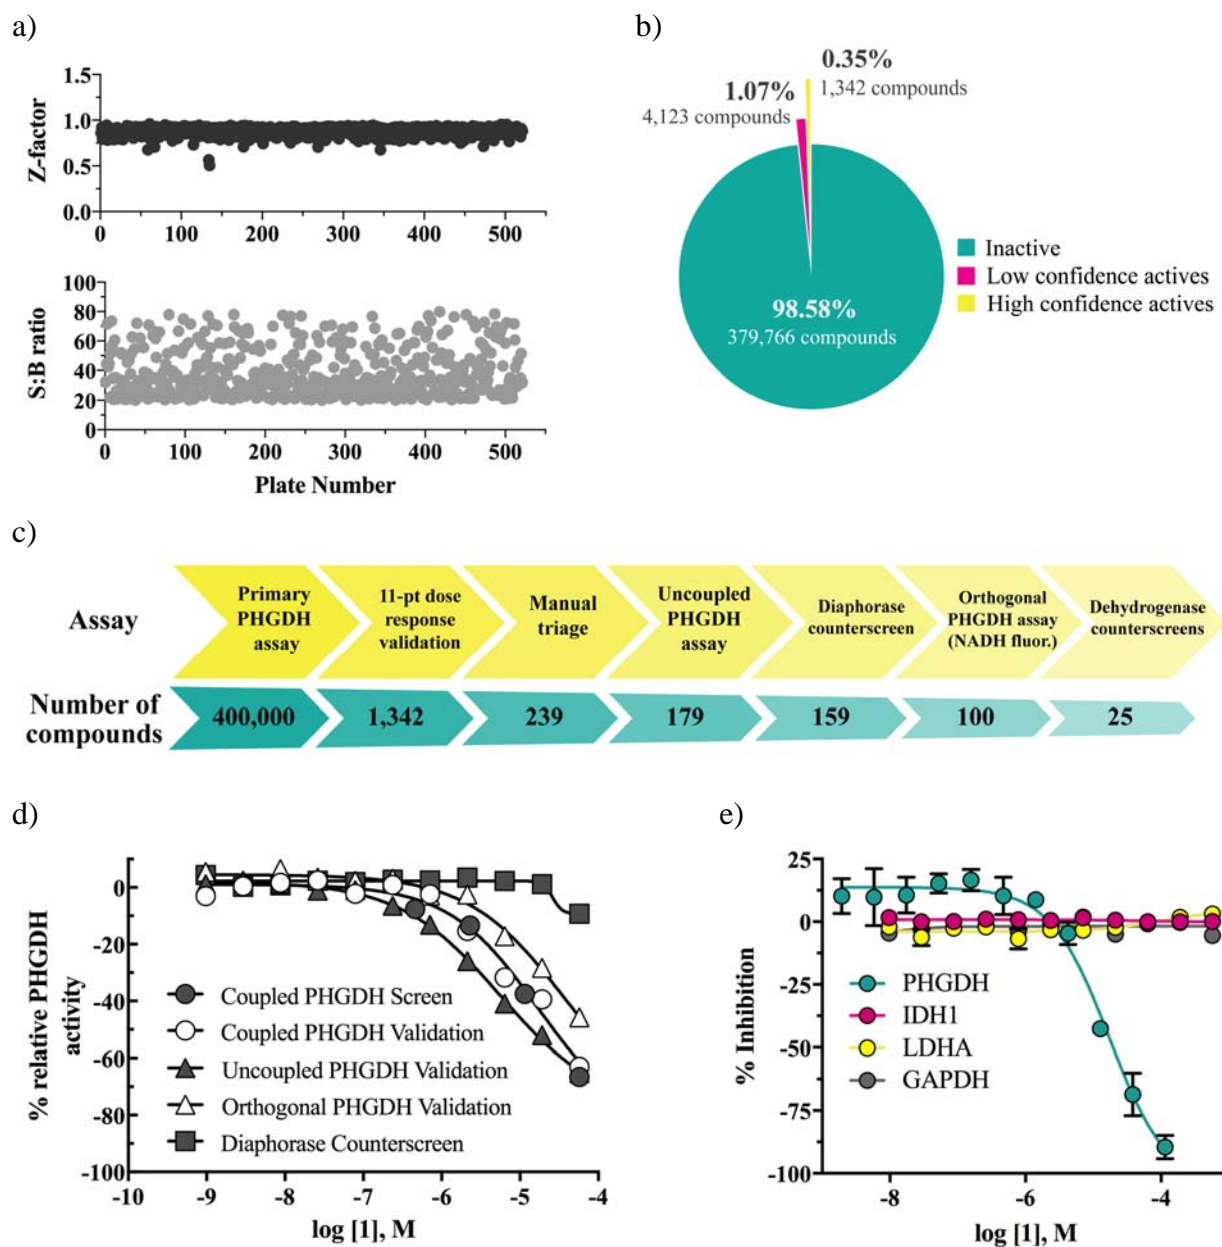 a)
1.5
1.0
0.5
0.0
Z-factor
0 100 200 300 400 500
100
80
60
40
20
0
S:B ratio
0 100 200 300 400 500
Plate Number
b)
0.35%
1,342 compounds
1.07%
4,123 compounds
98.58%
379,766 compounds
Inactive
Low confidence actives
High confidence actives
c)
Assay
Primary
PHGDH
assay
11-pt dose
response
validation
Manual
triage
Uncoupled
PHGDH
assay
Diaphorase
counterscreen
Orthogonal
PHGDH assay
(NADH fluor.)
Dehydrogenase
counterscreens
Number of
compounds
400,000 1,342 239 179 159 100 25
d)
% relative PHGDH
activity
0
-20
-40
-60
-80
-100
Coupled PHGDH Screen
Coupled PHGDH Validation
Uncoupled PHGDH Validation
Orthogonal PHGDH Validation
Diaphorase Counterscreen
-10 -9 -8 -7 -6 -5 -4
log [1], M
e)
% Inhibition
25
0
-25
-50
-75
-100
PHGDH
IDH1
LDHA
GAPDH
-8 -6 -4
log [1], M